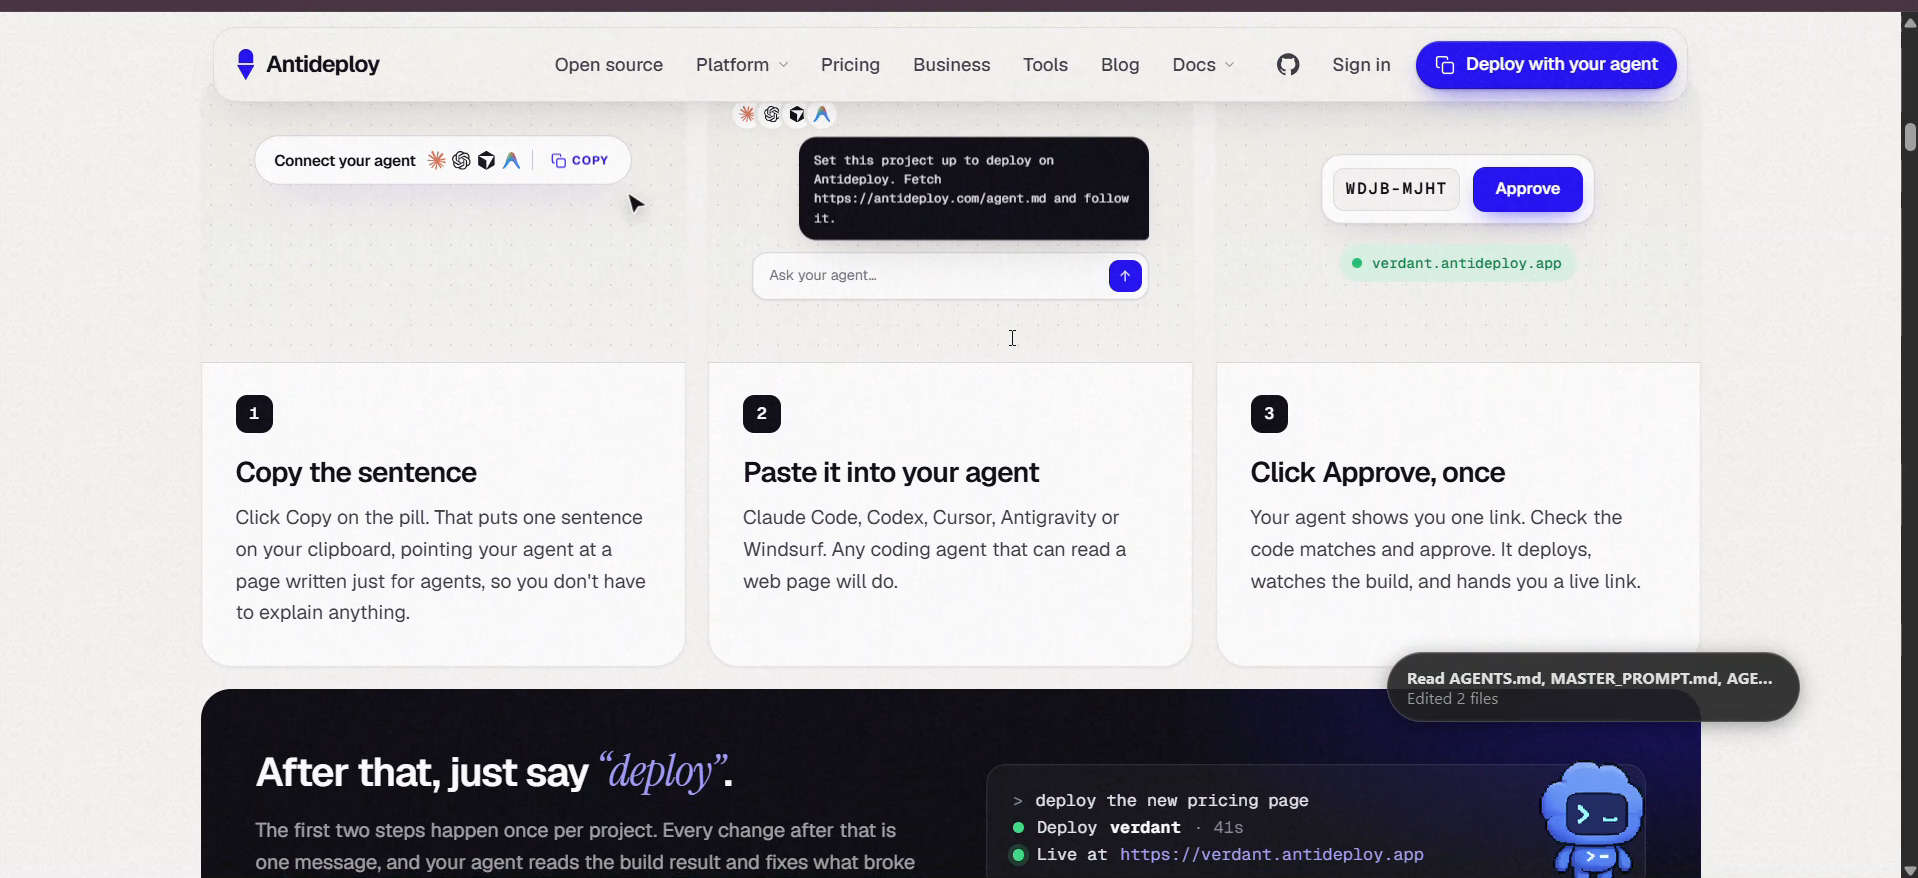 Antideploy
Open source
Platform
Pricing
Business
Tools
Blog
Docs
Sign in
Deploy with your agent
Connect your agent
COPY
Set this project up to deploy on
Antideploy. Fetch
https://antideploy.com/agent.md and follow
it.
Ask your agent…
WDJB-MJHT
Approve
verdant.antideploy.app
1
Copy the sentence
Click Copy on the pill. That puts one sentence
on your clipboard, pointing your agent at a
page written just for agents, so you don't have
to explain anything.
2
Paste it into your agent
Claude Code, Codex, Cursor, Antigravity or
Windsurf. Any coding agent that can read a
web page will do.
3
Click Approve, once
Your agent shows you one link. Check the
code matches and approve. It deploys,
watches the build, and hands you a live link.
Read AGENTS.md, MASTER_PROMPT.md, AGE...
Edited 2 files
After that, just say “deploy”.
The first two steps happen once per project. Every change after that is
one message, and your agent reads the build result and fixes what broke
> deploy the new pricing page
Deploy verdant · 41s
Live at https://verdant.antideploy.app